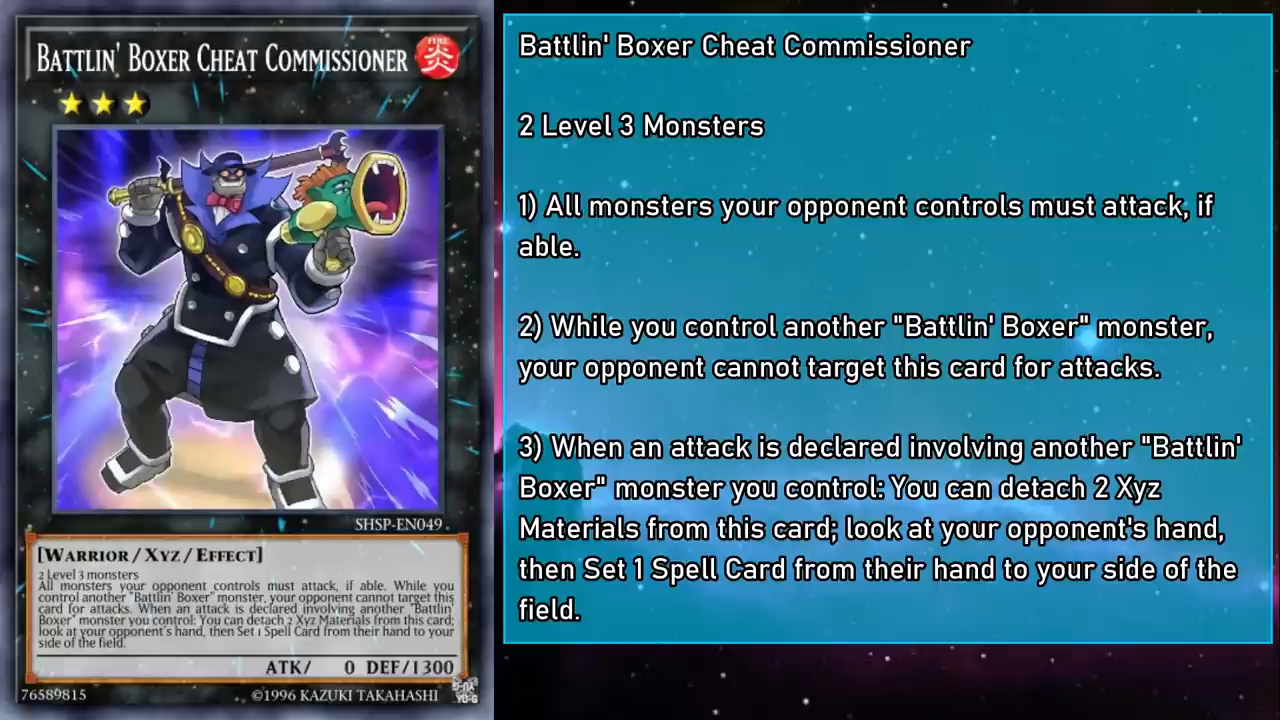 BATTLIN' BOXER CHEAT COMMISSIONER
FIRE
炎
SHSP-EN049
[WARRIOR / XYZ / EFFECT]
2 Level 3 monsters
All monsters your opponent controls must attack, if able. While you
control another "Battlin' Boxer" monster, your opponent cannot target this
card for attacks. When an attack is declared involving another "Battlin'
Boxer" monster you control: You can detach 2 Xyz Materials from this card;
look at your opponent's hand, then Set 1 Spell Card from their hand to your
side of the field.
ATK/ 0 DEF/1300
76589815
©1996 KAZUKI TAKAHASHI
Battlin' Boxer Cheat Commissioner
2 Level 3 Monsters
1) All monsters your opponent controls must attack, if
able.
2) While you control another "Battlin' Boxer" monster,
your opponent cannot target this card for attacks.
3) When an attack is declared involving another "Battlin'
Boxer" monster you control: You can detach 2 Xyz
Materials from this card; look at your opponent's hand,
then Set 1 Spell Card from their hand to your side of the
field.